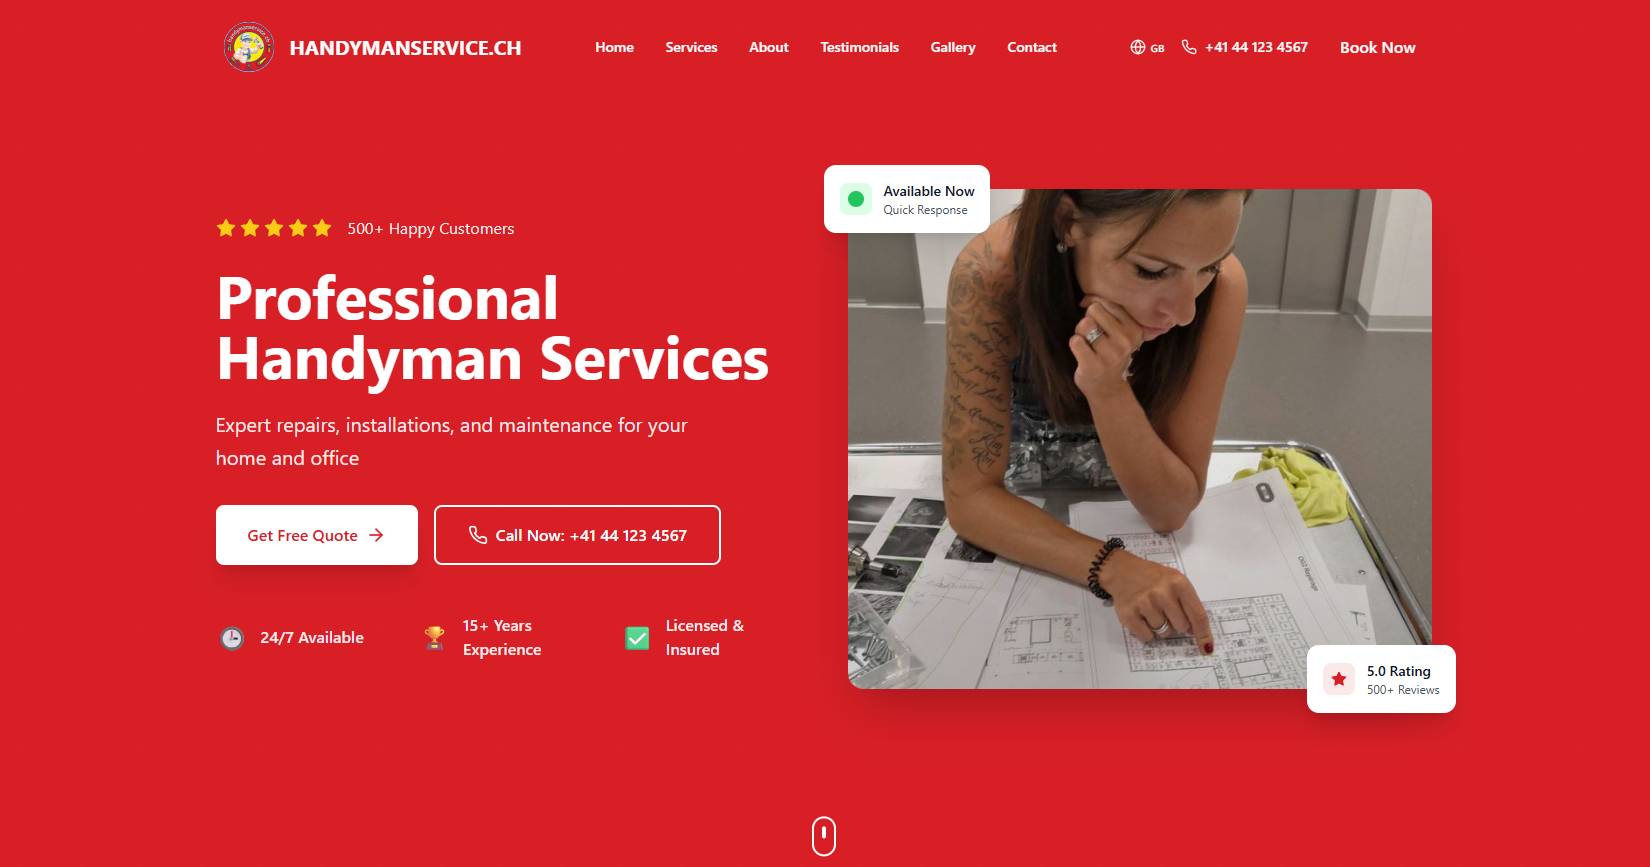 HANDYMANSERVICE.CH
Home
Services
About
Testimonials
Gallery
Contact
GB
+41 44 123 4567
Book Now
500+ Happy Customers
Professional
Handyman Services
Expert repairs, installations, and maintenance for your
home and office
Get Free Quote
Call Now: +41 44 123 4567
24/7 Available
15+ Years
Experience
Licensed &
Insured
Available Now
Quick Response
5.0 Rating
500+ Reviews